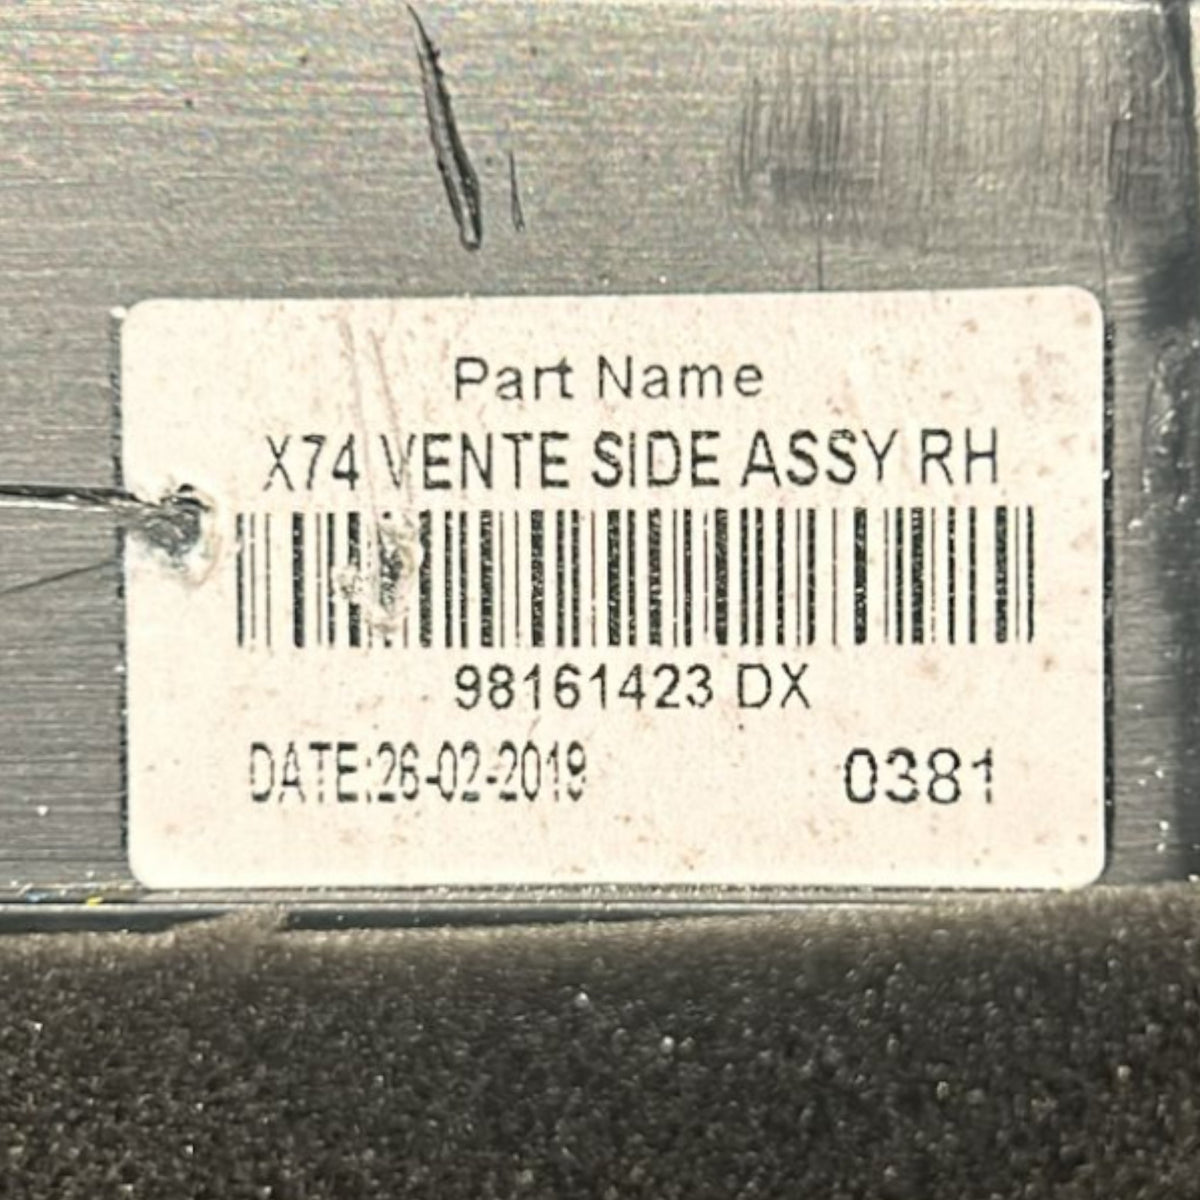 Part Name
X74 VENTE SIDE ASSY RH
98161423 DX
DATE:26-02-2019 0381